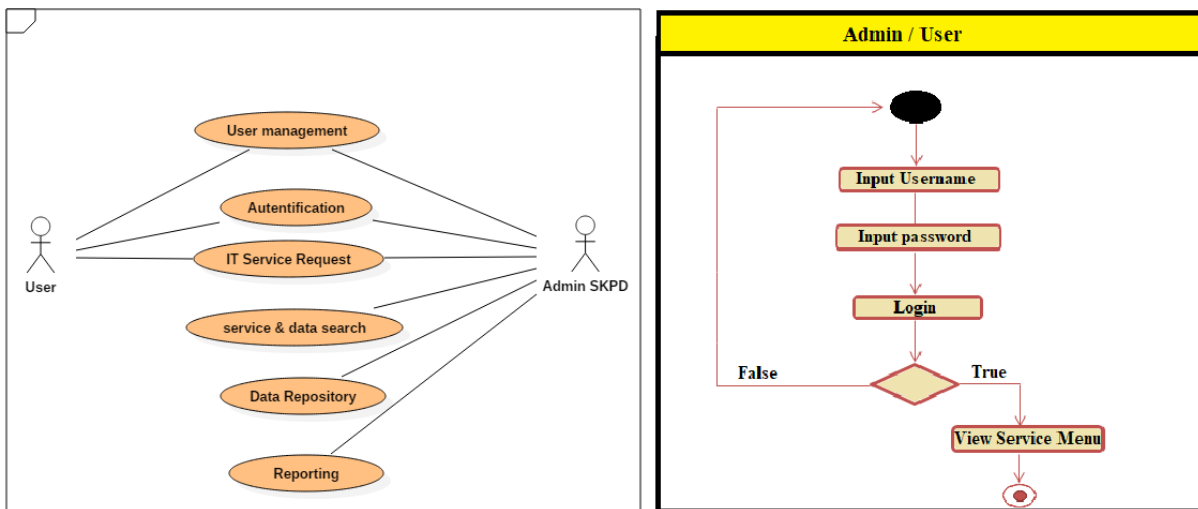 User management
Autentification
IT Service Request
User
Admin SKPD
service & data search
Data Repository
Reporting
Admin / User
Input Username
Input password
Login
False
True
View Service Menu